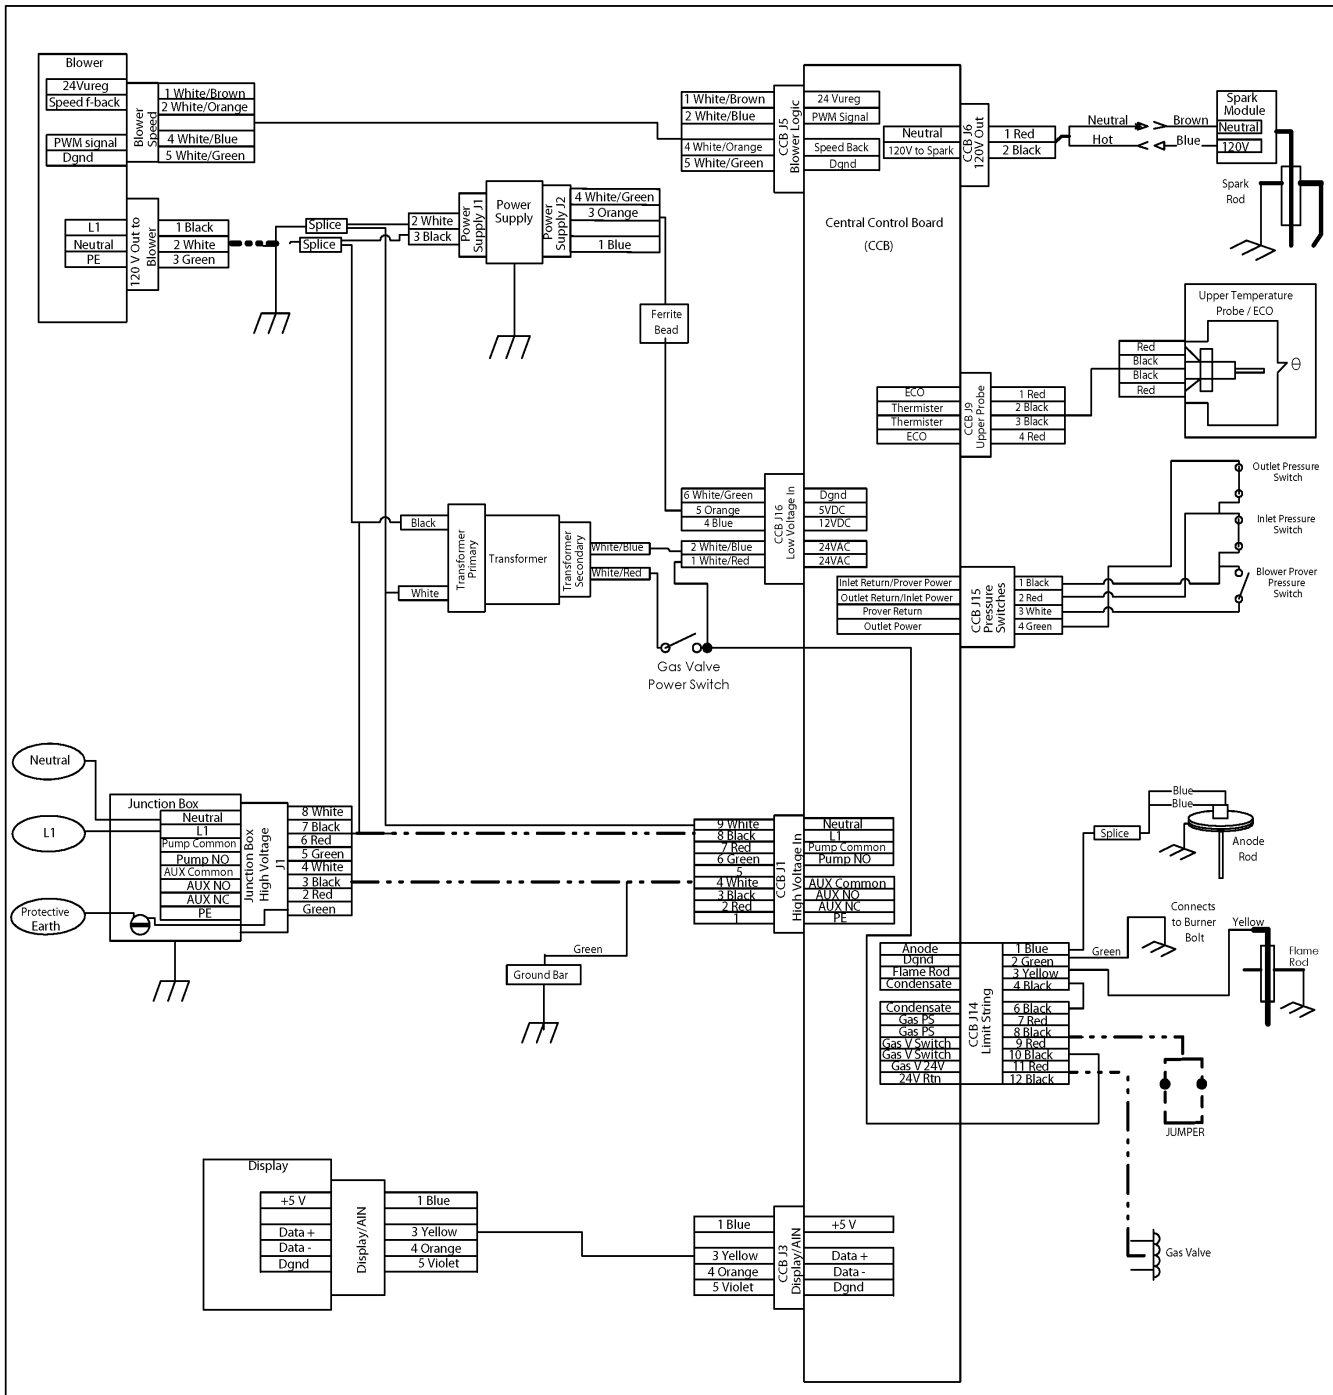 Blower
24Vureg
Speed f-back
PWM signal
Dgnd
Blower
Speed
1 White/Brown
2 White/Orange
4 White/Blue
5 White/Green
L1
Neutral
PE
120 V Out to
Blower
1 Black
2 White
3 Green
Splice
Splice
2 White
3 Black
Power
Supply J1
Power
Supply
Power
Supply J2
4 White/Green
3 Orange
1 Blue
Ferrite
Bead
1 White/Brown
2 White/Blue
4 White/Orange
5 White/Green
CCB J5
Blower Logic
24 Vureg
PWM Signal
Speed Back
Dgnd
Neutral
120V to Spark
CCB J6
120V Out
1 Red
2 Black
Neutral
Hot
Brown
Blue
Spark
Module
Neutral
120V
Spark
Rod
Central Control Board
(CCB)
Upper Temperature
Probe / ECO
Red
Black
Black
Red
θ
ECO
Thermister
Thermister
ECO
CCB J9
Upper Probe
1 Red
2 Black
3 Black
4 Red
Outlet Pressure
Switch
Inlet Pressure
Switch
Blower Prover
Pressure
Switch
6 White/Green
5 Orange
4 Blue
2 White/Blue
1 White/Red
CCB J16
Low Voltage In
Dgnd
5VDC
12VDC
24VAC
24VAC
Black
White
Transformer
Primary
Transformer
Transformer
Secondary
White/Blue
White/Red
Inlet Return/Prover Power
Outlet Return/Inlet Power
Prover Return
Outlet Power
CCB J15
Pressure
Switches
1 Black
2 Red
3 White
4 Green
Gas Valve
Power Switch
Neutral
L1
Protective
Earth
Junction Box
Neutral
L1
Pump Common
Pump NO
AUX Common
AUX NO
AUX NC
PE
Junction Box
High Voltage
J1
8 White
7 Black
6 Red
5 Green
4 White
3 Black
2 Red
Green
9 White
8 Black
7 Red
6 Green
5
4 White
3 Black
2 Red
1
CCB J1
High Voltage In
Neutral
L1
Pump Common
Pump NO
AUX Common
AUX NO
AUX NC
PE
Green
Ground Bar
Blue
Blue
Splice
Anode
Rod
Connects
to Burner
Bolt
Green
Yellow
Flame
Rod
Anode
Dgnd
Flame Rod
Condensate
Condensate
Gas PS
Gas PS
Gas V Switch
Gas V Switch
Gas V 24V
24V Rtn
CCB J14
Limit String
1 Blue
2 Green
3 Yellow
4 Black
6 Black
7 Red
8 Black
9 Red
10 Black
11 Red
12 Black
JUMPER
Gas Valve
Display
+5 V
Data +
Data -
Dgnd
Display/AIN
1 Blue
3 Yellow
4 Orange
5 Violet
1 Blue
3 Yellow
4 Orange
5 Violet
CCB J3
Display/AIN
+5 V
Data +
Data -
Dgnd